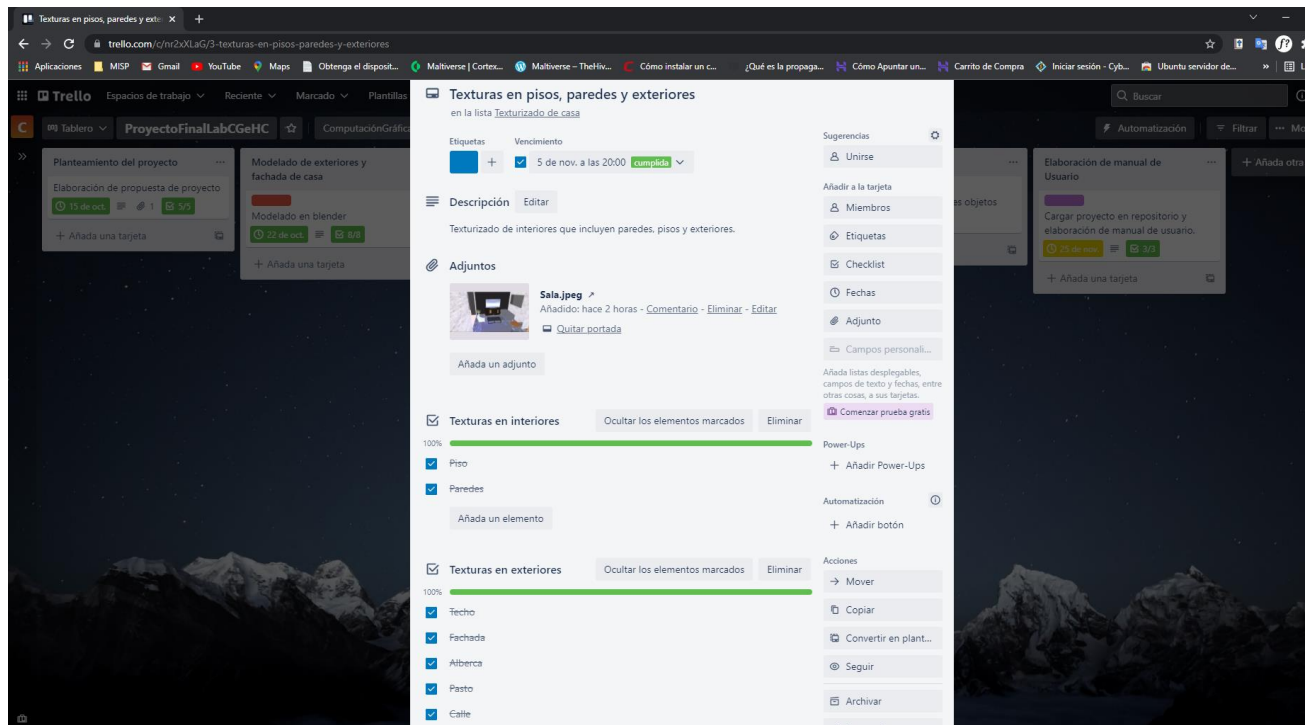 Texturas en pisos, paredes y exte
trello.com/c/nr2xXLaG/3-texturas-en-pisos-paredes-y-exteriores
Aplicaciones MISP Gmail YouTube Maps Obtenga el disposit... Maltiverse | Cortex... Maltiverse – TheHiv... Cómo instalar un c... ¿Qué es la propaga... Cómo Apuntar un... Carrito de Compra Iniciar sesión - Cyb... Ubuntu servidor de... »
Trello Espacios de trabajo Reciente Marcado Plantillas Buscar
C Tablero ProyectoFinalLabCGeHC ComputaciónGráfic Automatización Filtrar ... Mo
Planteamiento del proyecto ...
Elaboración de propuesta de proyecto
15 de oct. 1 5/5
+ Añada una tarjeta
Modelado de exteriores y
fachada de casa
Modelado en blender
22 de oct. 8/8
+ Añada una tarjeta
Texturas en pisos, paredes y exteriores
en la lista Texturizado de casa
Etiquetas Vencimiento
+ 5 de nov. a las 20:00 cumplida
Descripción Editar
Texturizado de interiores que incluyen paredes, pisos y exteriores.
Adjuntos
Sala.jpeg ↗
Añadido: hace 2 horas - Comentario - Eliminar - Editar
Quitar portada
Añada un adjunto
Texturas en interiores Ocultar los elementos marcados Eliminar
100%
Piso
Paredes
Añada un elemento
Texturas en exteriores Ocultar los elementos marcados Eliminar
100%
Techo
Fachada
Alberca
Pasto
Calle
Sugerencias
Unirse
Añadir a la tarjeta
Miembros
Etiquetas
Checklist
Fechas
Adjunto
Campos personali...
Añada listas desplegables,
campos de texto y fechas, entre
otras cosas, a sus tarjetas.
Comenzar prueba gratis
Power-Ups
+ Añadir Power-Ups
Automatización
+ Añadir botón
Acciones
→ Mover
Copiar
Convertir en plant...
Seguir
Archivar
...
es objetos
Elaboración de manual de
Usuario ...
Cargar proyecto en repositorio y
elaboración de manual de usuario.
25 de nov. 3/3
+ Añada una tarjeta
+ Añada otra